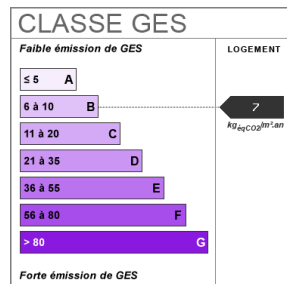 CLASSE GES
Faible émission de GES
LOGEMENT
≤ 5 A
6 à 10 B
7
kgéqCO2/m².an
11 à 20 C
21 à 35 D
36 à 55 E
56 à 80 F
> 80 G
Forte émission de GES